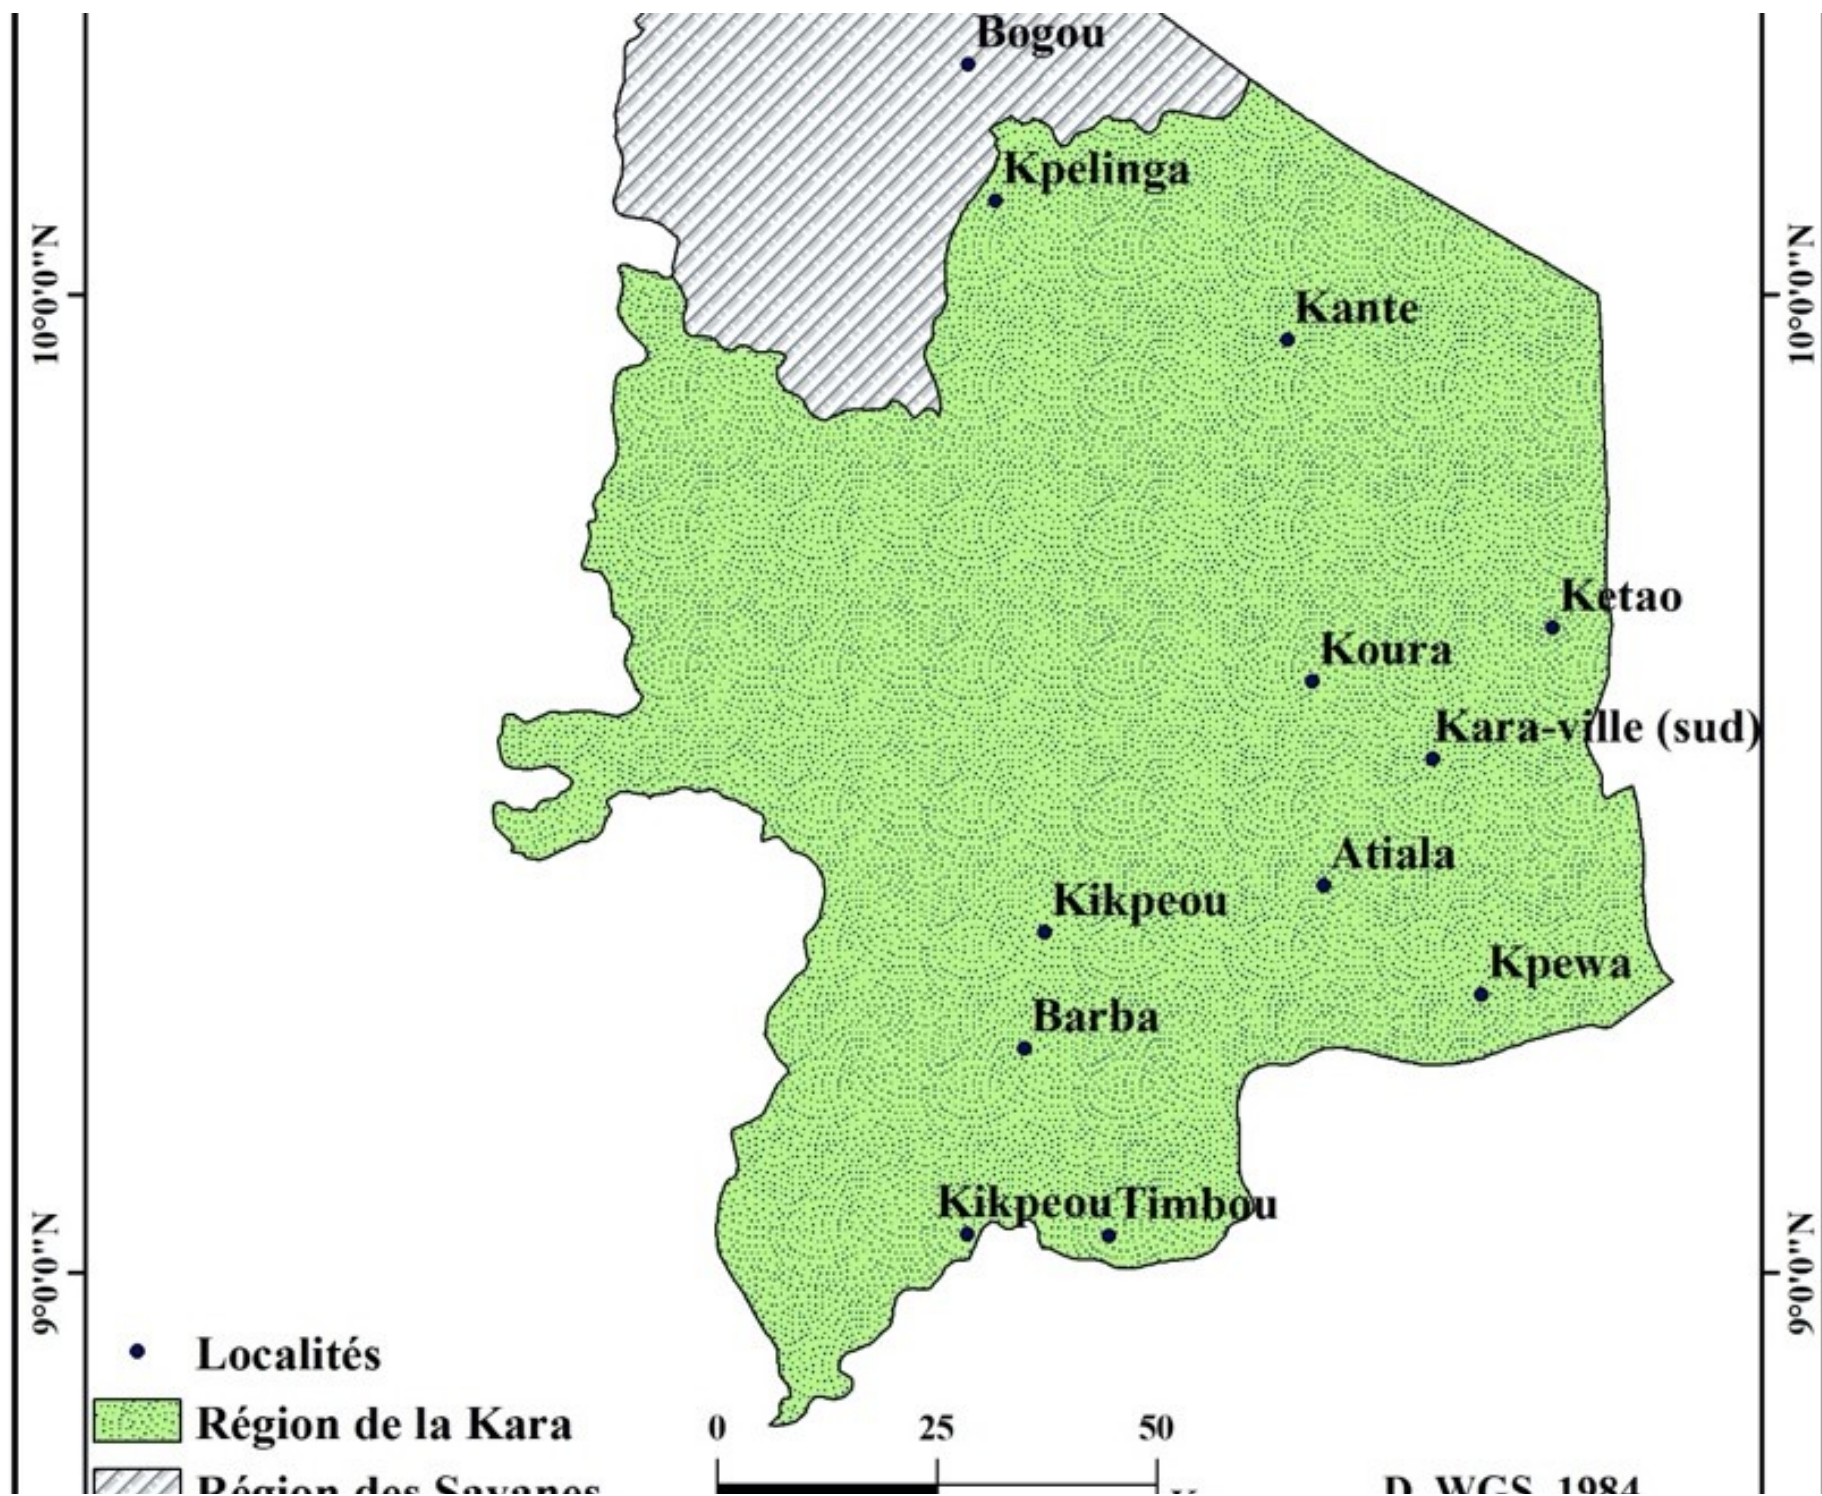 Bogou
Kpelinga
10°0'0"N
10°0'0"N
Kante
Ketao
Koura
Kara-ville (sud)
Atiala
Kikpeou
Kpewa
Barba
Kikpeou Timbou
9°0'0"N
9°0'0"N
Localités
Région de la Kara
0 25 50
Région des Savanes
D_WGS_1984